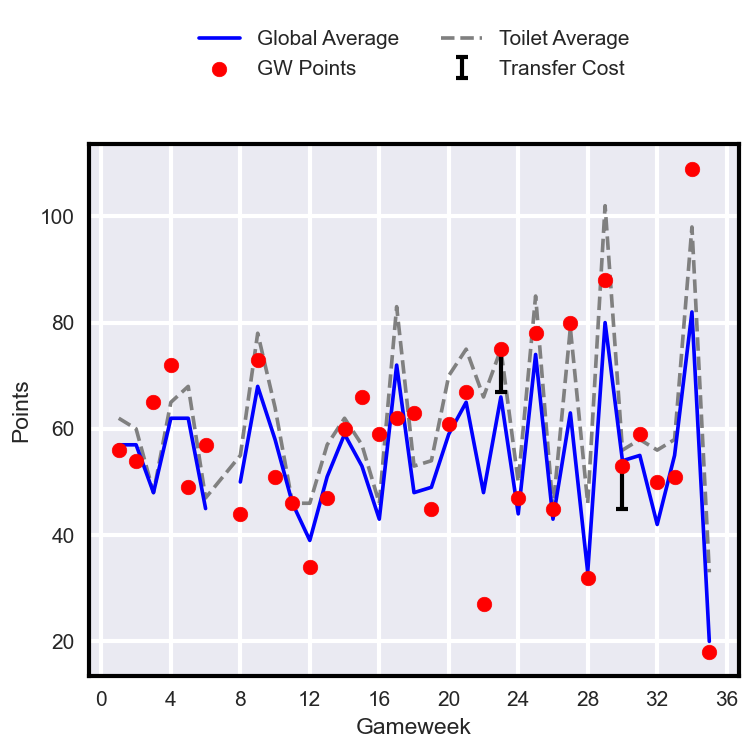 Global Average Toilet Average
GW Points Transfer Cost
100
80
60
40
20
Points
0 4 8 12 16 20 24 28 32 36
Gameweek